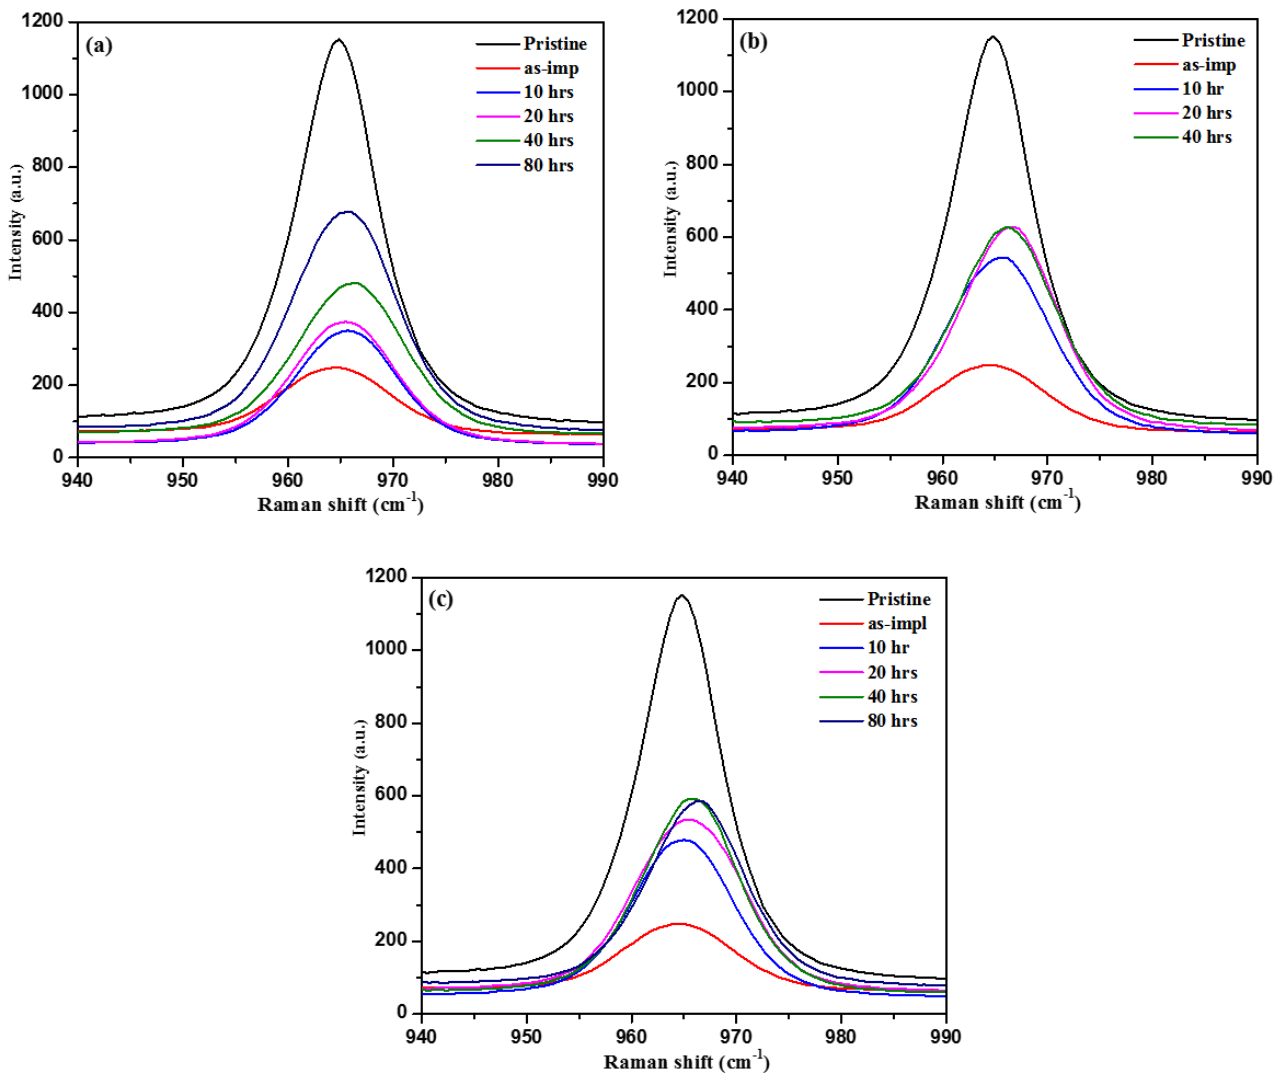 (a)
Pristine
as-imp
10 hrs
20 hrs
40 hrs
80 hrs
1200
1000
800
600
400
200
0
Intensity (a.u.)
940 950 960 970 980 990
Raman shift (cm⁻¹)
(b)
Pristine
as-imp
10 hr
20 hrs
40 hrs
1200
1000
800
600
400
200
0
Intensity (a.u.)
940 950 960 970 980 990
Raman shift (cm⁻¹)
(c)
Pristine
as-impl
10 hr
20 hrs
40 hrs
80 hrs
1200
1000
800
600
400
200
0
Intensity (a.u.)
940 950 960 970 980 990
Raman shift (cm⁻¹)